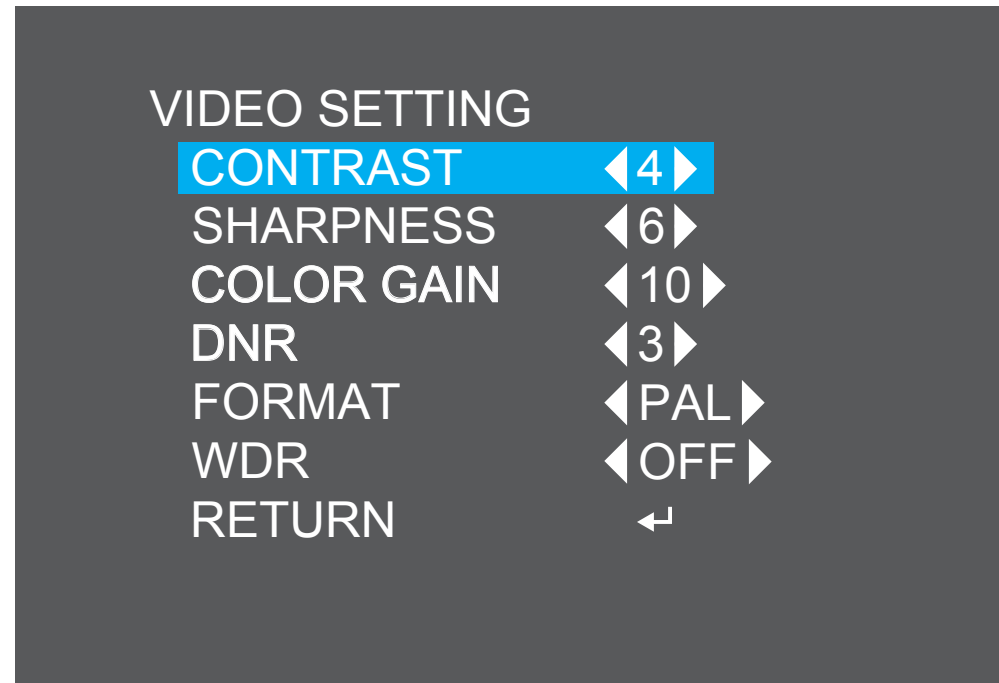 VIDEO SETTING
CONTRAST 4
SHARPNESS 6
COLOR GAIN 10
DNR 3
FORMAT PAL
WDR OFF
RETURN